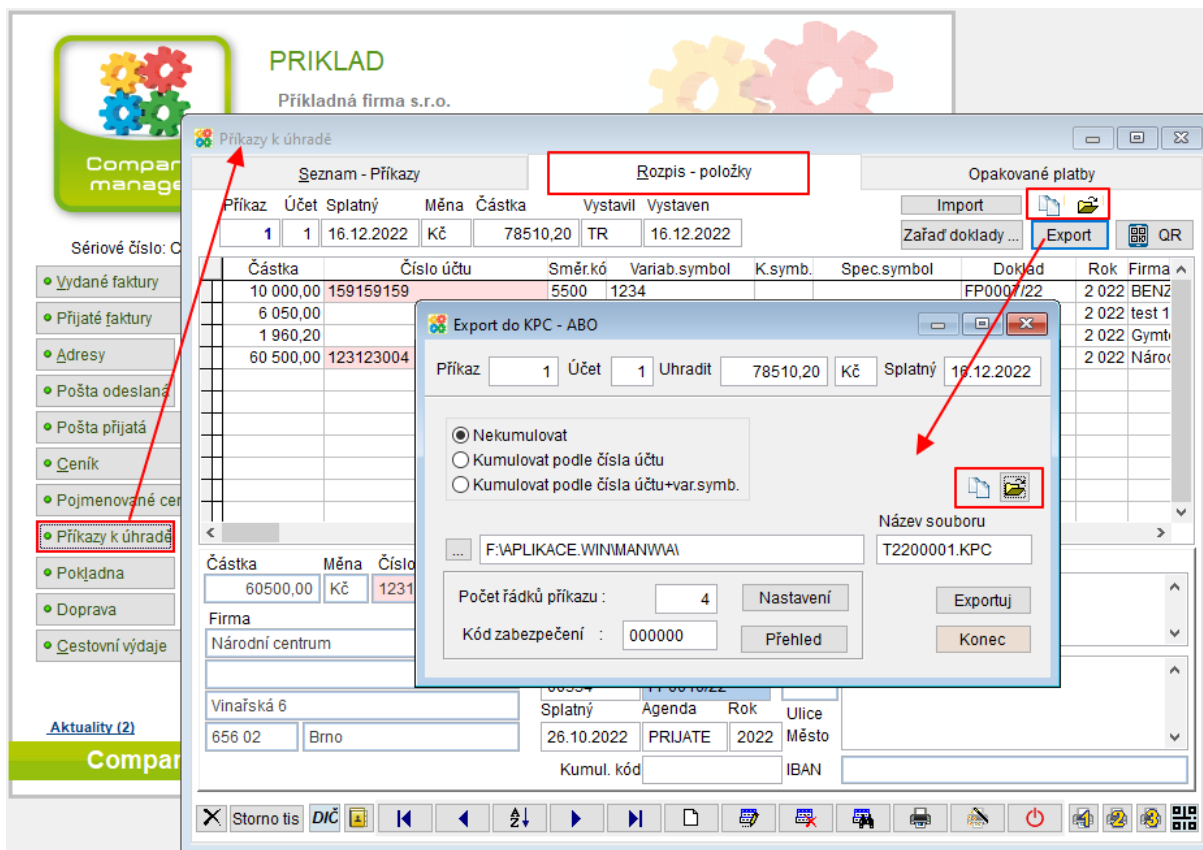 PRIKLAD
Příkladná firma s.r.o.
Compan
manage
Sériové číslo: C
Vydané faktury
Přijaté faktury
Adresy
Pošta odeslaná
Pošta přijatá
Ceník
Pojmenované cen
Příkazy k úhradě
Pokladna
Doprava
Cestovní výdaje
Aktuality (2)
Compan
Příkazy k úhradě
Seznam - Příkazy Rozpis - položky Opakované platby
Příkaz Účet Splatný Měna Částka Vystavil Vystaven Import
1 1 16.12.2022 Kč 78510,20 TR 16.12.2022 Zařaď doklady ... Export QR
Částka Číslo účtu Směr.kó Variab.symbol K.symb. Spec.symbol Doklad Rok Firma
10 000,00 159159159 5500 1234 FP0007/22 2 022 BENZ
6 050,00 2 022 test 1
1 960,20 2 022 Gymt
60 500,00 123123004 2 022 Národ
Export do KPC - ABO
Příkaz 1 Účet 1 Uhradit 78510,20 Kč Splatný 16.12.2022
Nekumulovat
Kumulovat podle čísla účtu
Kumulovat podle čísla účtu+var.symb.
Název souboru
... F:\APLIKACE.WIN\MANW\A\ T2200001.KPC
Počet řádků příkazu : 4 Nastavení Exportuj
Kód zabezpečení : 000000 Přehled Konec
Částka Měna Číslo
60500,00 Kč 1231
Firma
Národní centrum
Vinařská 6
656 02 Brno
Splatný Agenda Rok Ulice
26.10.2022 PRIJATE 2022 Město
Kumul. kód IBAN
Storno tis DIČ